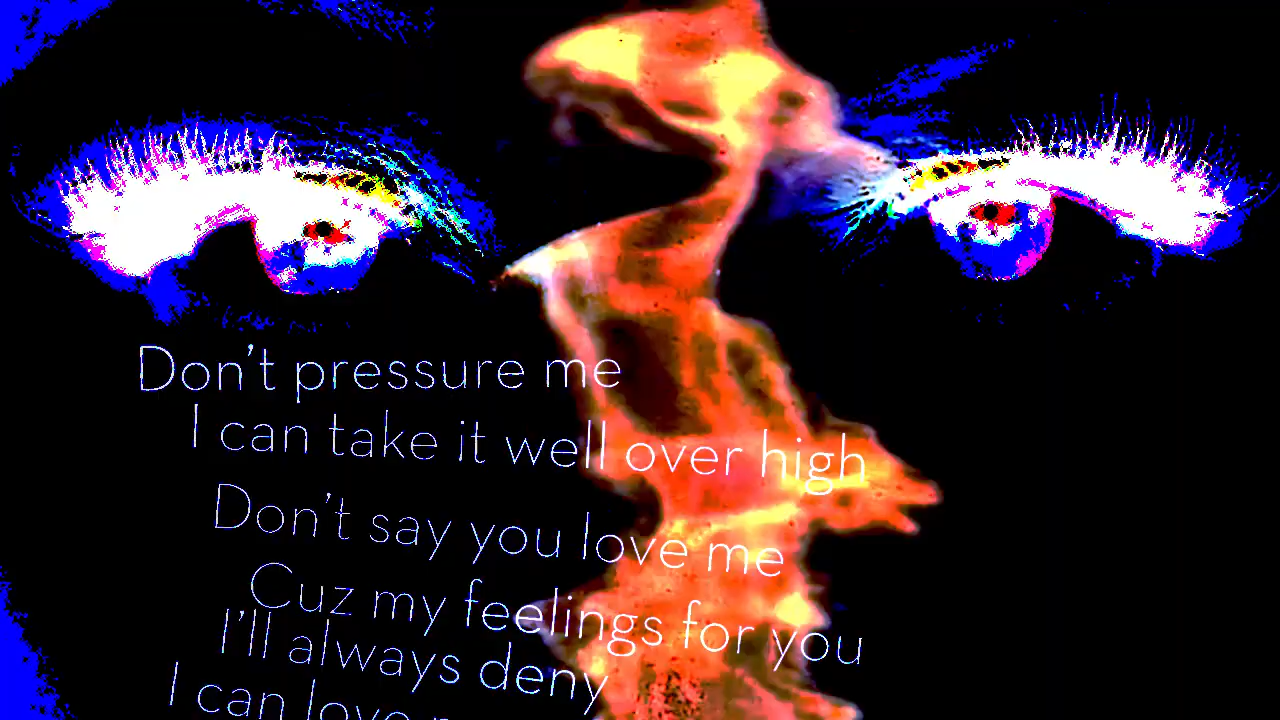 Don't pressure me
I can take it well over high
Don't say you love me
Cuz my feelings for you
I'll always deny
I can love